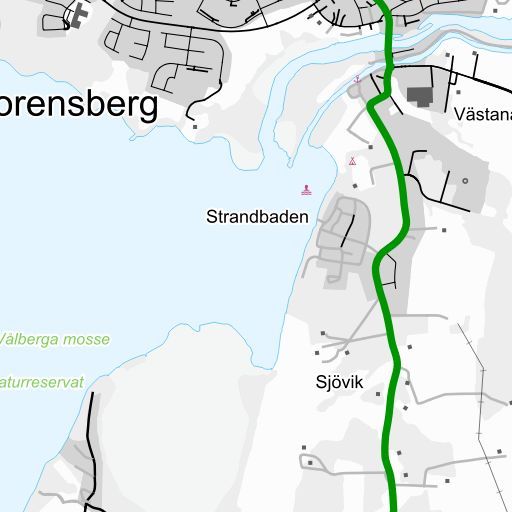 orensberg
Västana
Strandbaden
Välberga mosse
aturreservat
Sjövik